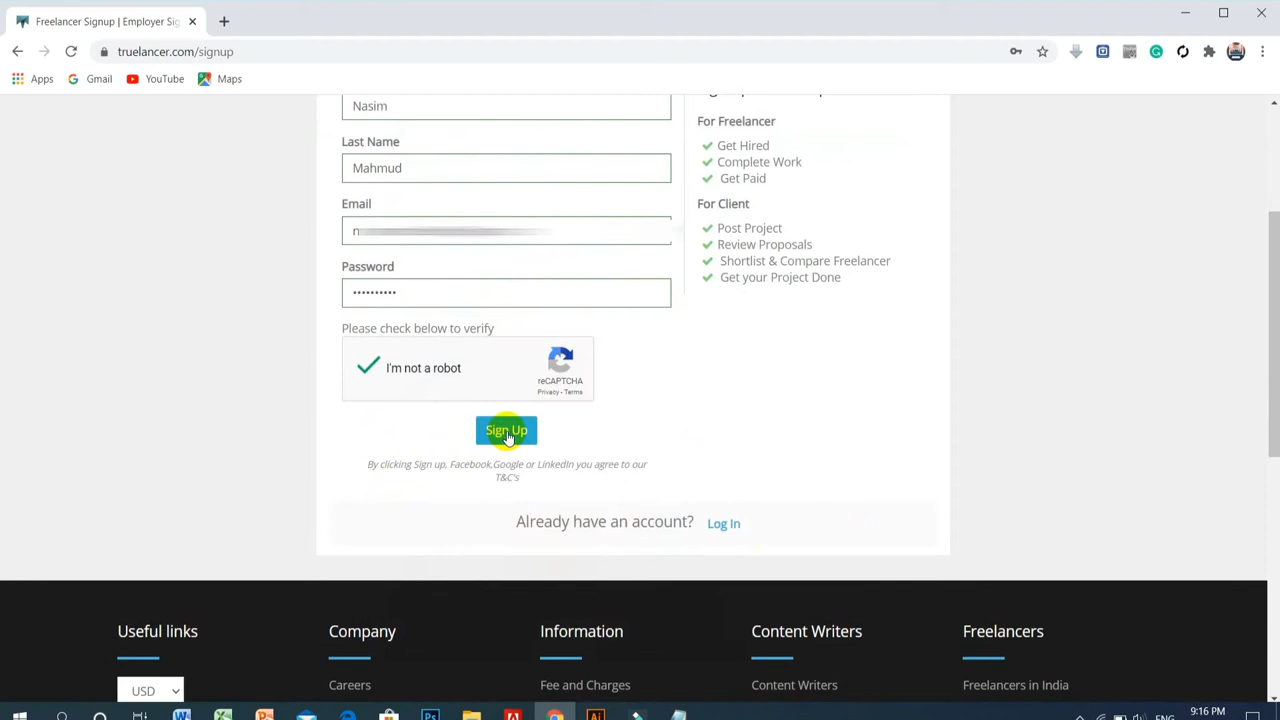 Freelancer Signup | Employer Sig
truelancer.com/signup
Apps
Gmail
YouTube
Maps
Nasim
Last Name
Mahmud
Email
n
Password
••••••••••
Please check below to verify
I'm not a robot
reCAPTCHA
Privacy - Terms
Sign Up
By clicking Sign up, Facebook,Google or LinkedIn you agree to our
T&C's
For Freelancer
Get Hired
Complete Work
Get Paid
For Client
Post Project
Review Proposals
Shortlist & Compare Freelancer
Get your Project Done
Already have an account? Log In
Useful links
Company
Information
Content Writers
Freelancers
USD
Careers
Fee and Charges
Content Writers
Freelancers in India
9:16 PM